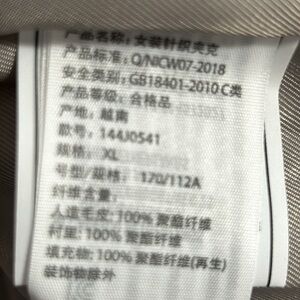 产品名：女装针织夹克
产品标准：Q/NICW07-2018
安全类别：GB18401-2010 C类
产品等级：合格品
产地：越南
款号：144J0541
规格：XL
号型/规格：170/112A
纤维含量：
人造毛皮：100% 聚酯纤维
衬里：100% 聚酯纤维
填充物：100% 聚酯纤维(再生)
装饰物除外